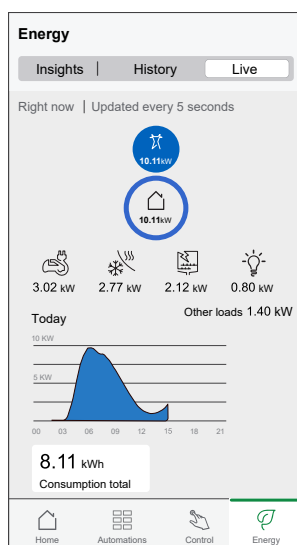 Energy
Insights | History Live
Right now | Updated every 5 seconds
10.11kW
10.11kW
3.02 kW 2.77 kW 2.12 kW 0.80 kW
Other loads 1.40 kW
Today
10 KW
5 KW
00 03 06 09 12 15 18 21
8.11 kWh
Consumption total
Home Automations Control Energy